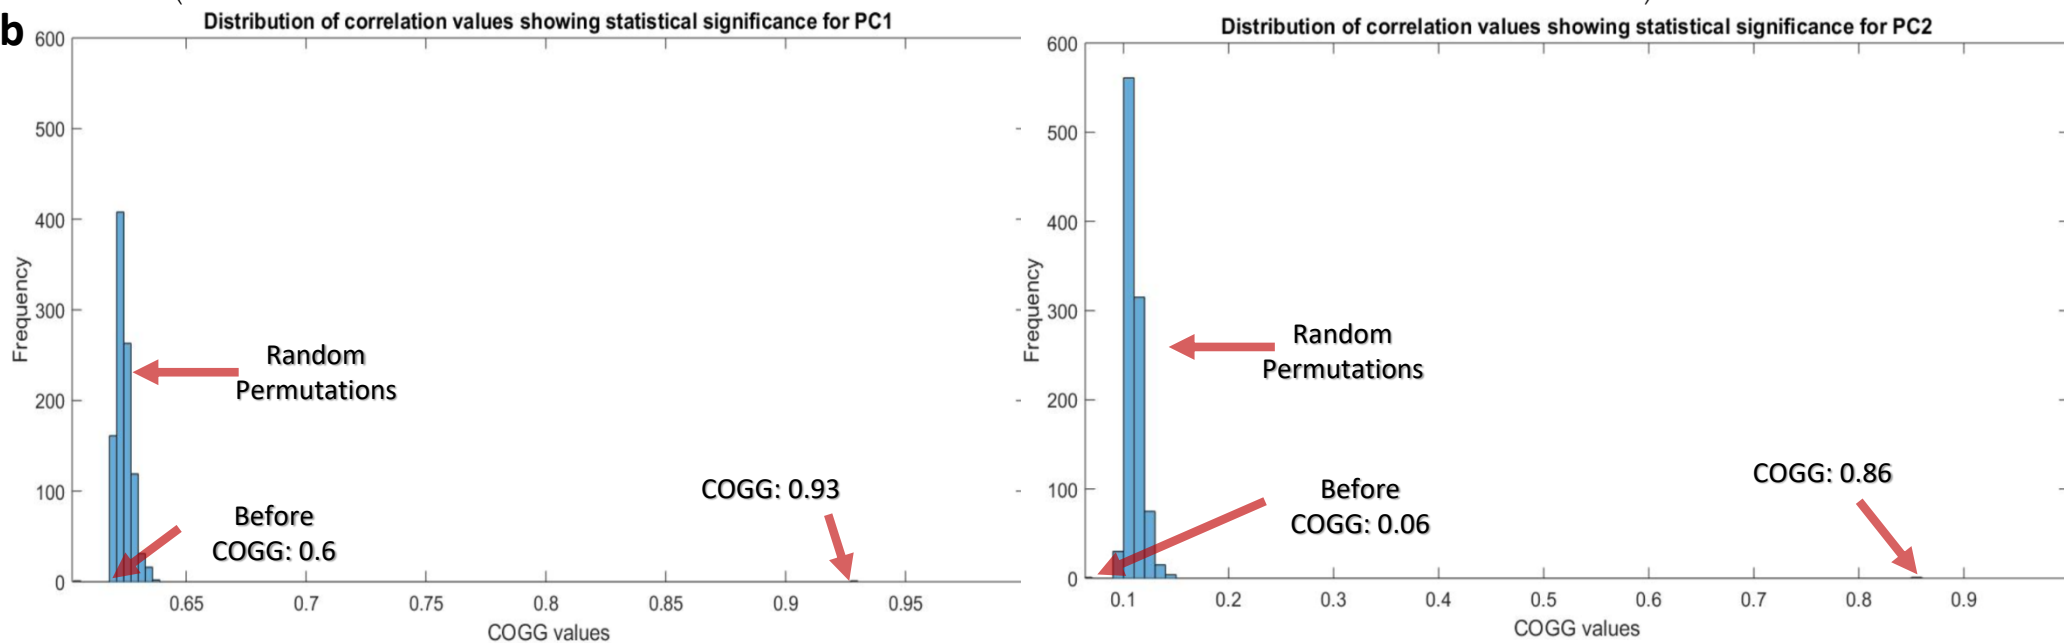 b
Distribution of correlation values showing statistical significance for PC1
600
500
400
300
200
100
0
Frequency
Random
Permutations
Before
COGG: 0.6
COGG: 0.93
0.65
0.7
0.75
0.8
0.85
0.9
0.95
COGG values
Distribution of correlation values showing statistical significance for PC2
600
500
400
300
200
100
0
Frequency
Random
Permutations
Before
COGG: 0.06
COGG: 0.86
0.1
0.2
0.3
0.4
0.5
0.6
0.7
0.8
0.9
COGG values